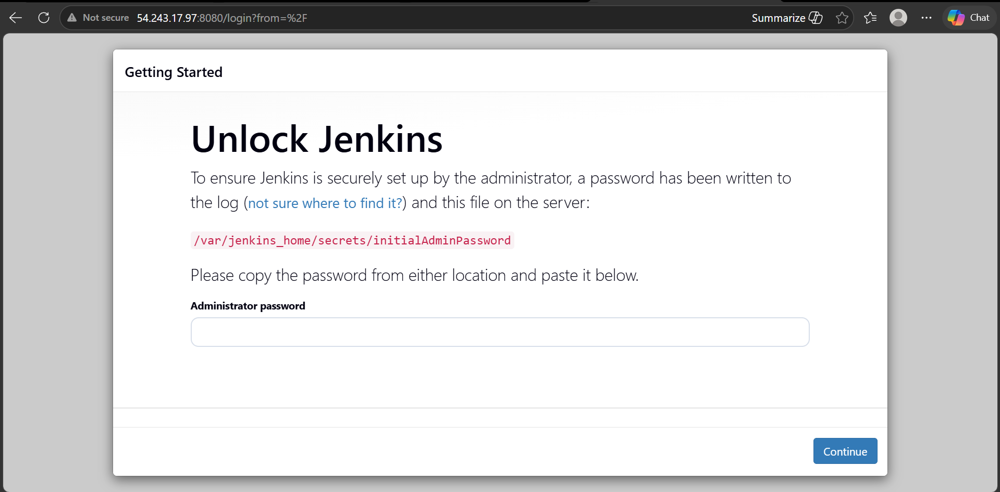 Not secure 54.243.17.97:8080/login?from=%2F Summarize Chat
Getting Started
Unlock Jenkins
To ensure Jenkins is securely set up by the administrator, a password has been written to
the log (not sure where to find it?) and this file on the server:
/var/jenkins_home/secrets/initialAdminPassword
Please copy the password from either location and paste it below.
Administrator password
Continue